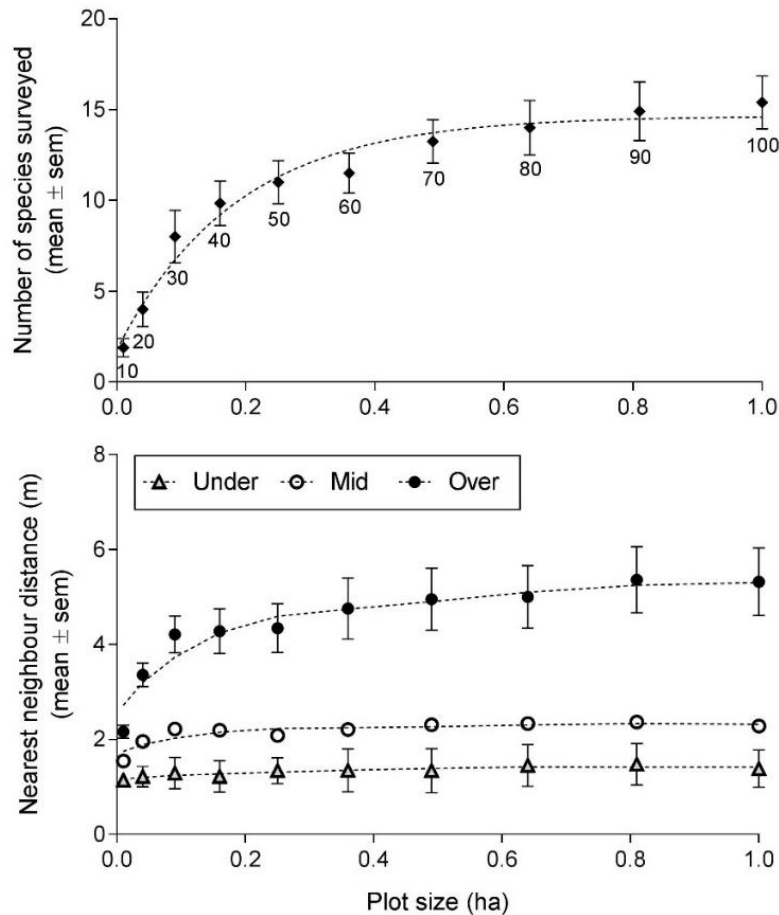 Number of species surveyed
(mean ± sem)
20
15
10
5
0
10
20
30
40
50
60
70
80
90
100
0.0 0.2 0.4 0.6 0.8 1.0
Nearest neighbour distance (m)
(mean ± sem)
8
6
4
2
0
Under Mid Over
0.0 0.2 0.4 0.6 0.8 1.0
Plot size (ha)